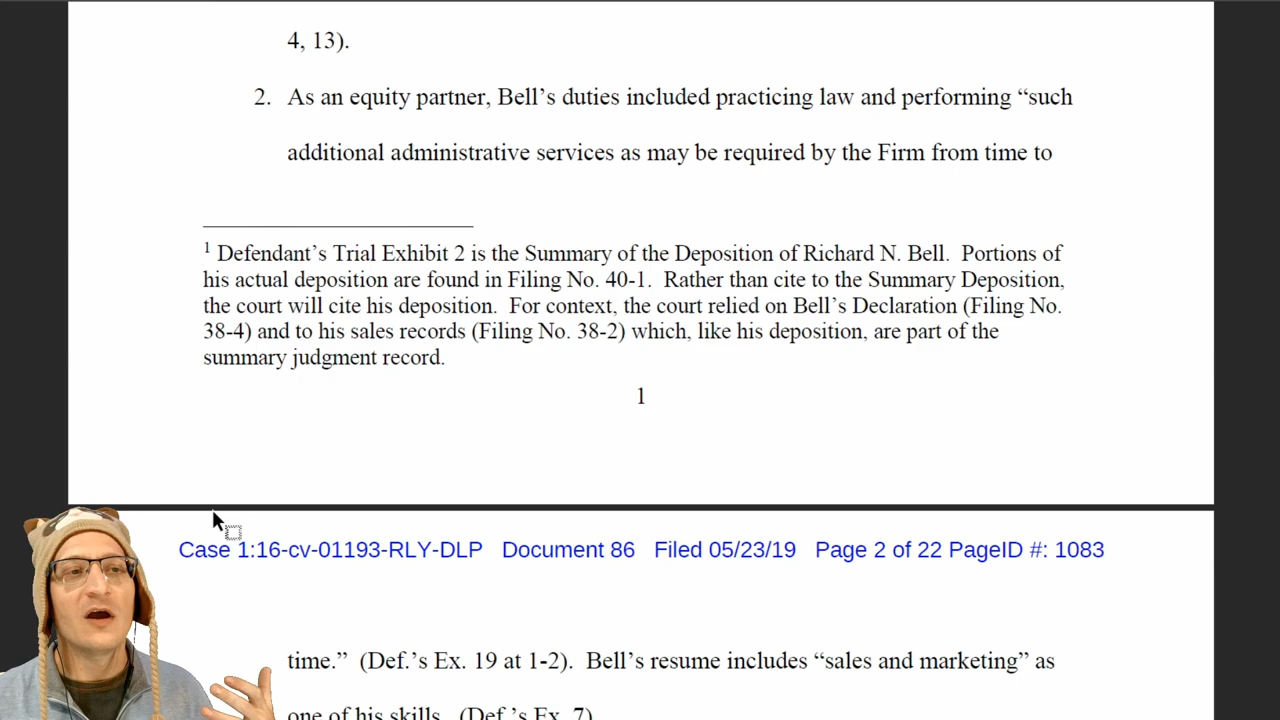 4, 13).
2. As an equity partner, Bell’s duties included practicing law and performing “such
additional administrative services as may be required by the Firm from time to
1 Defendant’s Trial Exhibit 2 is the Summary of the Deposition of Richard N. Bell. Portions of
his actual deposition are found in Filing No. 40-1. Rather than cite to the Summary Deposition,
the court will cite his deposition. For context, the court relied on Bell’s Declaration (Filing No.
38-4) and to his sales records (Filing No. 38-2) which, like his deposition, are part of the
summary judgment record.
1
Case 1:16-cv-01193-RLY-DLP Document 86 Filed 05/23/19 Page 2 of 22 PageID #: 1083
time.” (Def.’s Ex. 19 at 1-2). Bell’s resume includes “sales and marketing” as
one of his skills. (Def.’s Ex. 7)